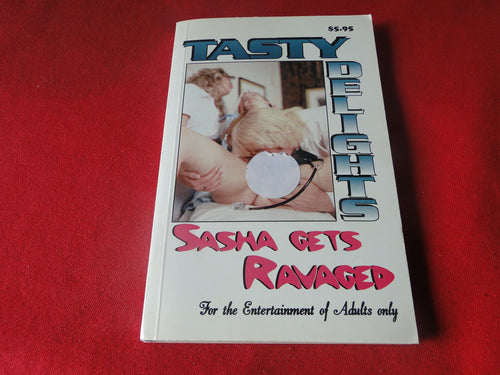 $5.95
TASTY
DELIGHTS
SASHA GETS
RAVAGED
For the Entertainment of Adults only